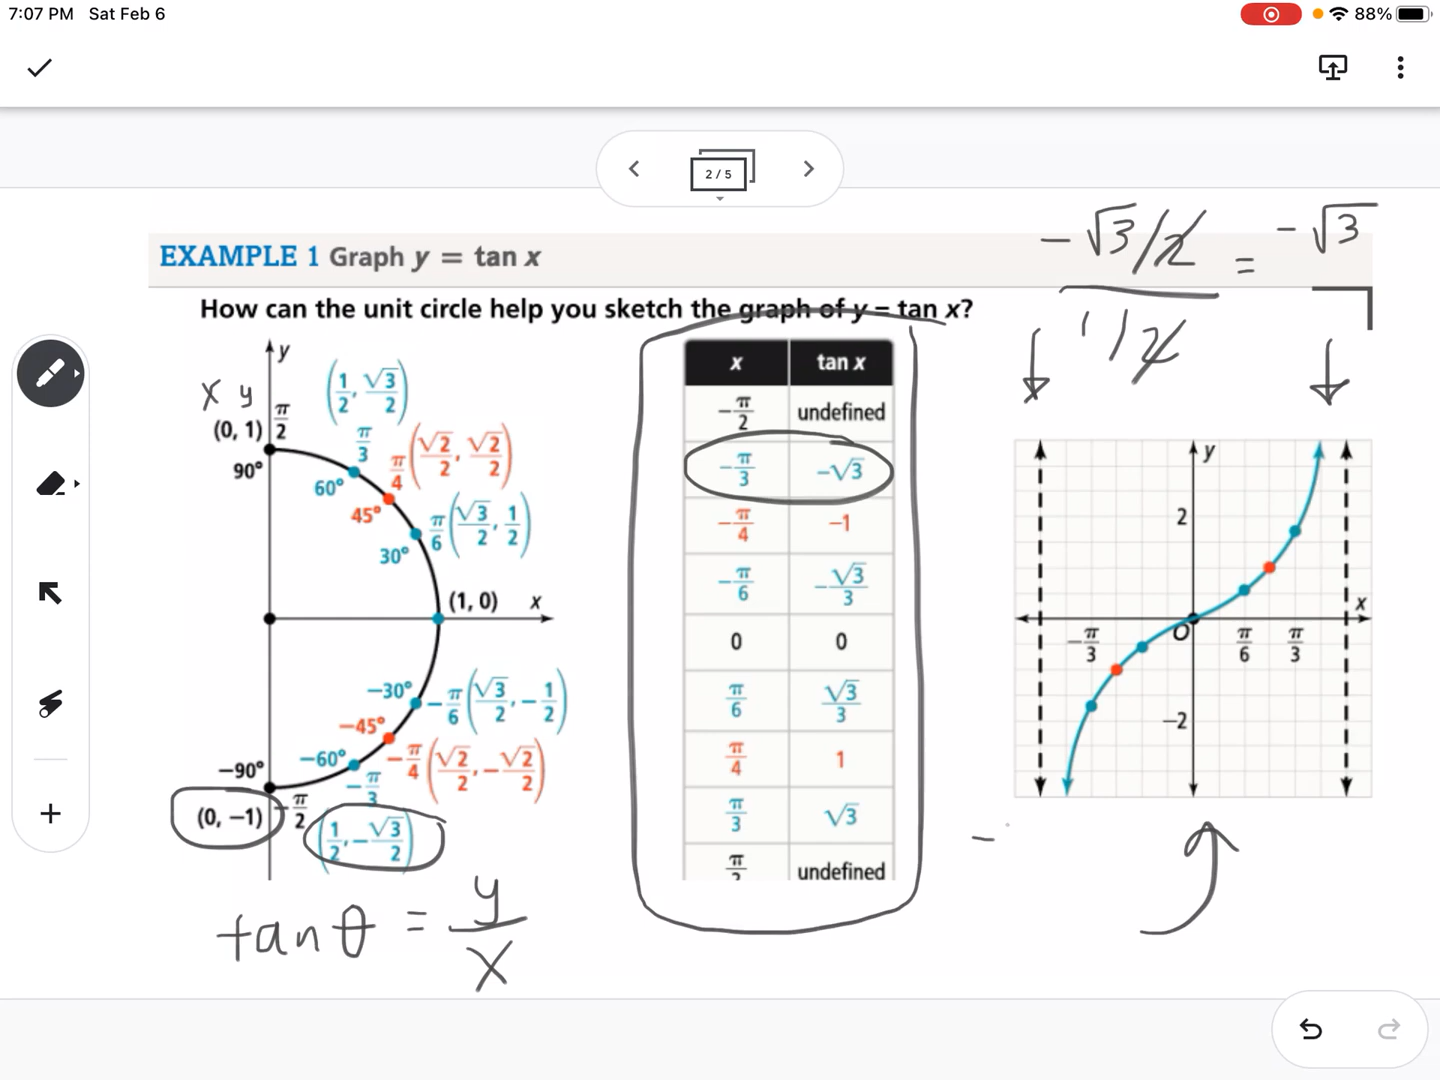 7:07 PM Sat Feb 6
88%
2 / 5
EXAMPLE 1 Graph y = tan x
How can the unit circle help you sketch the graph of y = tan x?
-√3/2 / 1/2 = -√3
x y
y
(0, 1) π/2
90°
(1/2, √3/2)
π/3
60°
π/4 (√2/2, √2/2)
45°
π/6 (√3/2, 1/2)
30°
(1, 0) x
-30° -π/6 (√3/2, -1/2)
-45° -π/4 (√2/2, -√2/2)
-60° -π/3
-90°
(0, -1) -π/2 (1/2, -√3/2)
tan θ = y/x
x tan x
-π/2 undefined
-π/3 -√3
-π/4 -1
-π/6 -√3/3
0 0
π/6 √3/3
π/4 1
π/3 √3
π/2 undefined
y
2
x
O
-π/3 π/6 π/3
-2
-